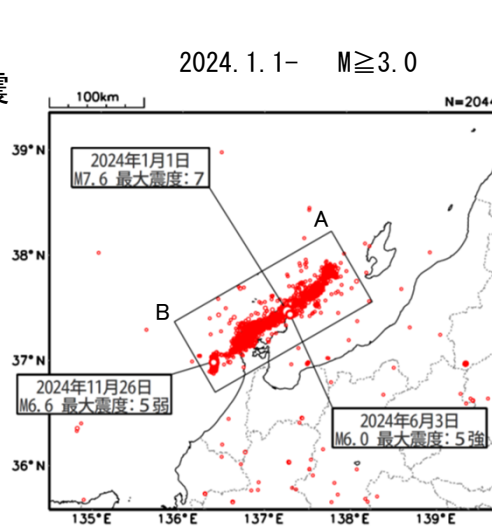 2024.1.1- M≧3.0
100km
39°N
2024年1月1日
M7.6 最大震度：7
A
38°N
B
37°N
2024年11月26日
M6.6 最大震度：5弱
2024年6月3日
M6.0 最大震度：5強
36°N
135°E 136°E 137°E 138°E 139°E